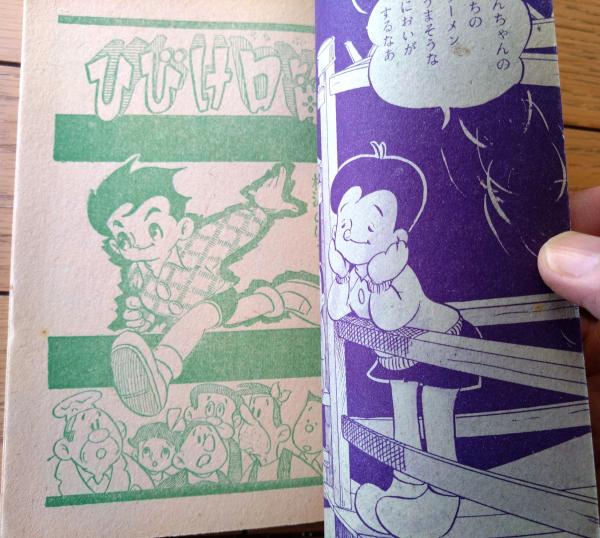 ひびけ口
んちゃんの
ちの
ーメン
うまそうな
においが
するなあ